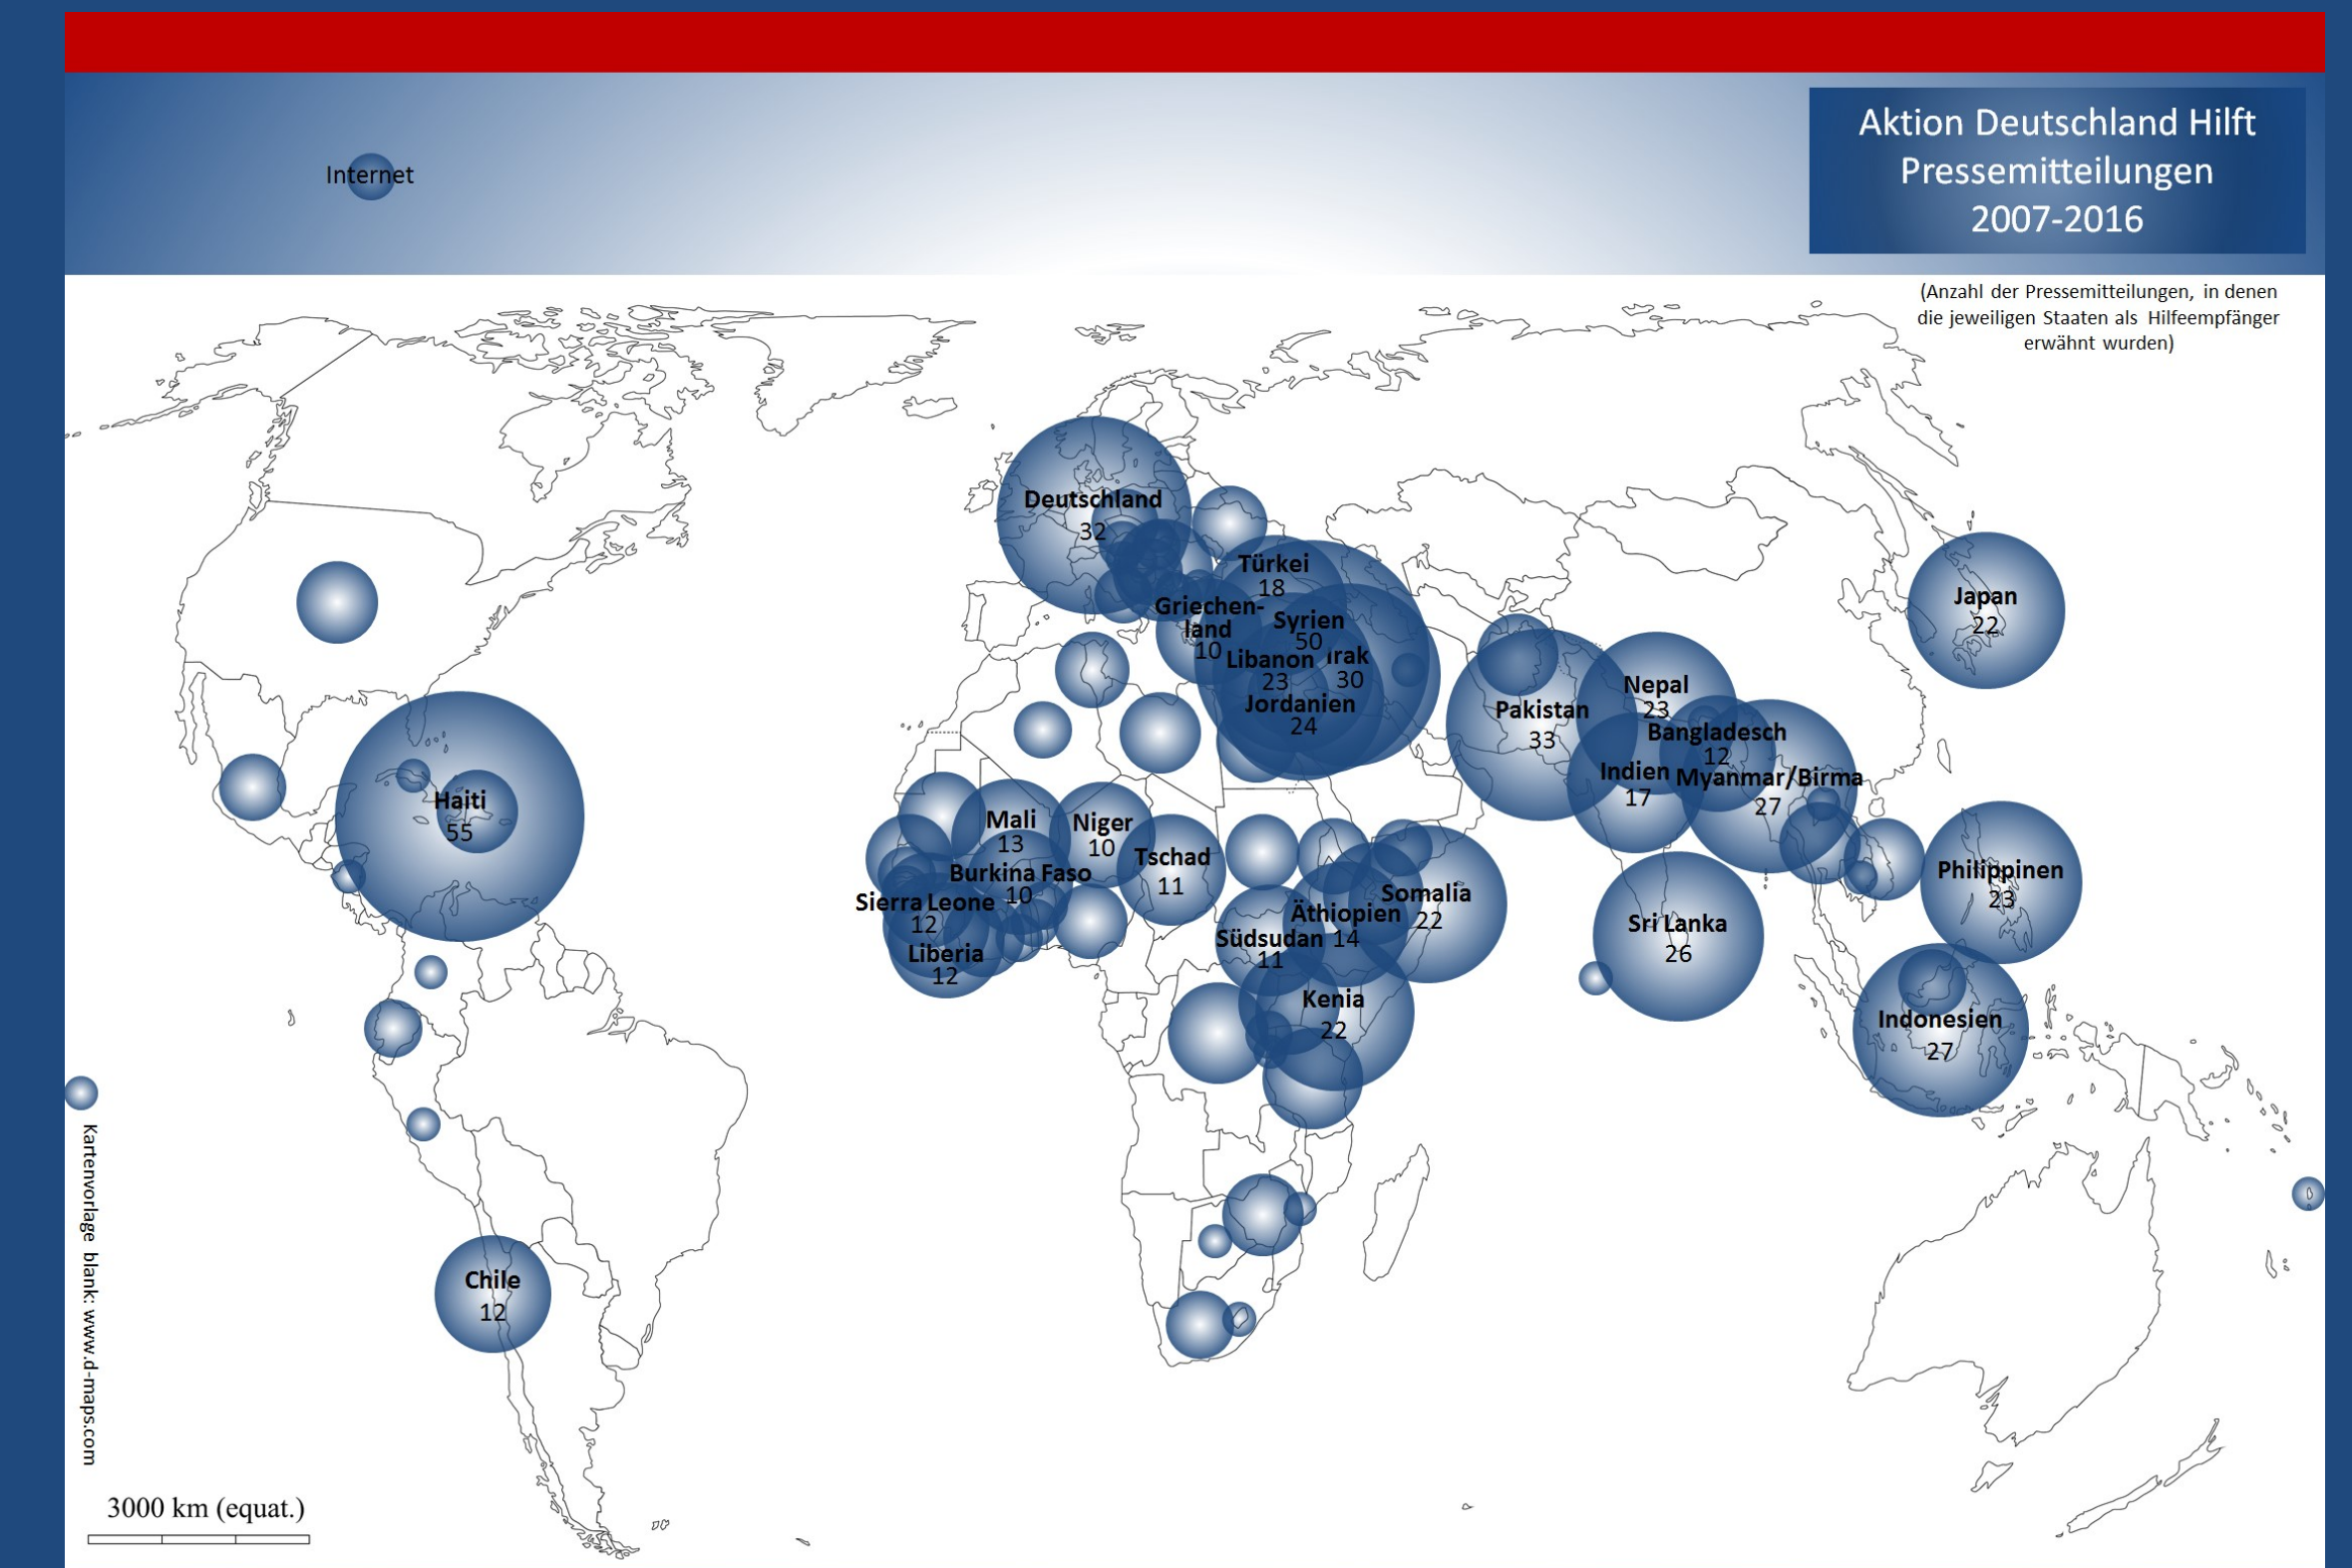 Internet
Aktion Deutschland Hilft
Pressemitteilungen
2007-2016
(Anzahl der Pressemitteilungen, in denen
die jeweiligen Staaten als Hilfeempfänger
erwähnt wurden)
Deutschland
32
Türkei
18
Griechen-
land
10
Syrien
50
Libanon
23
Irak
30
Jordanien
24
Pakistan
33
Nepal
23
Bangladesch
12
Indien
17
Myanmar/Birma
27
Japan
22
Haiti
55
Mali
13
Niger
10
Tschad
11
Burkina Faso
10
Sierra Leone
12
Liberia
12
Somalia
22
Äthiopien
14
Südsudan
11
Kenia
22
Sri Lanka
26
Philippinen
23
Indonesien
27
Chile
12
Kartenvorlage blank: www.d-maps.com
3000 km (equat.)